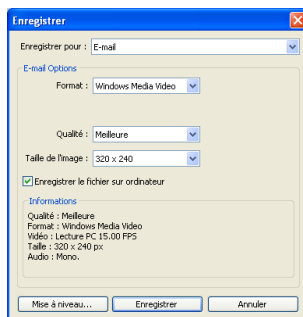 Enregistrer
Enregistrer pour : E-mail
E-mail Options
Format : Windows Media Video
Qualité : Meilleure
Taille de l'image : 320 x 240
Enregistrer le fichier sur ordinateur
Informations
Qualité : Meilleure
Format : Windows Media Video
Vidéo : Lecture PC 15.00 FPS
Taille : 320 x 240 px
Audio : Mono.
Mise à niveau... Enregistrer Annuler